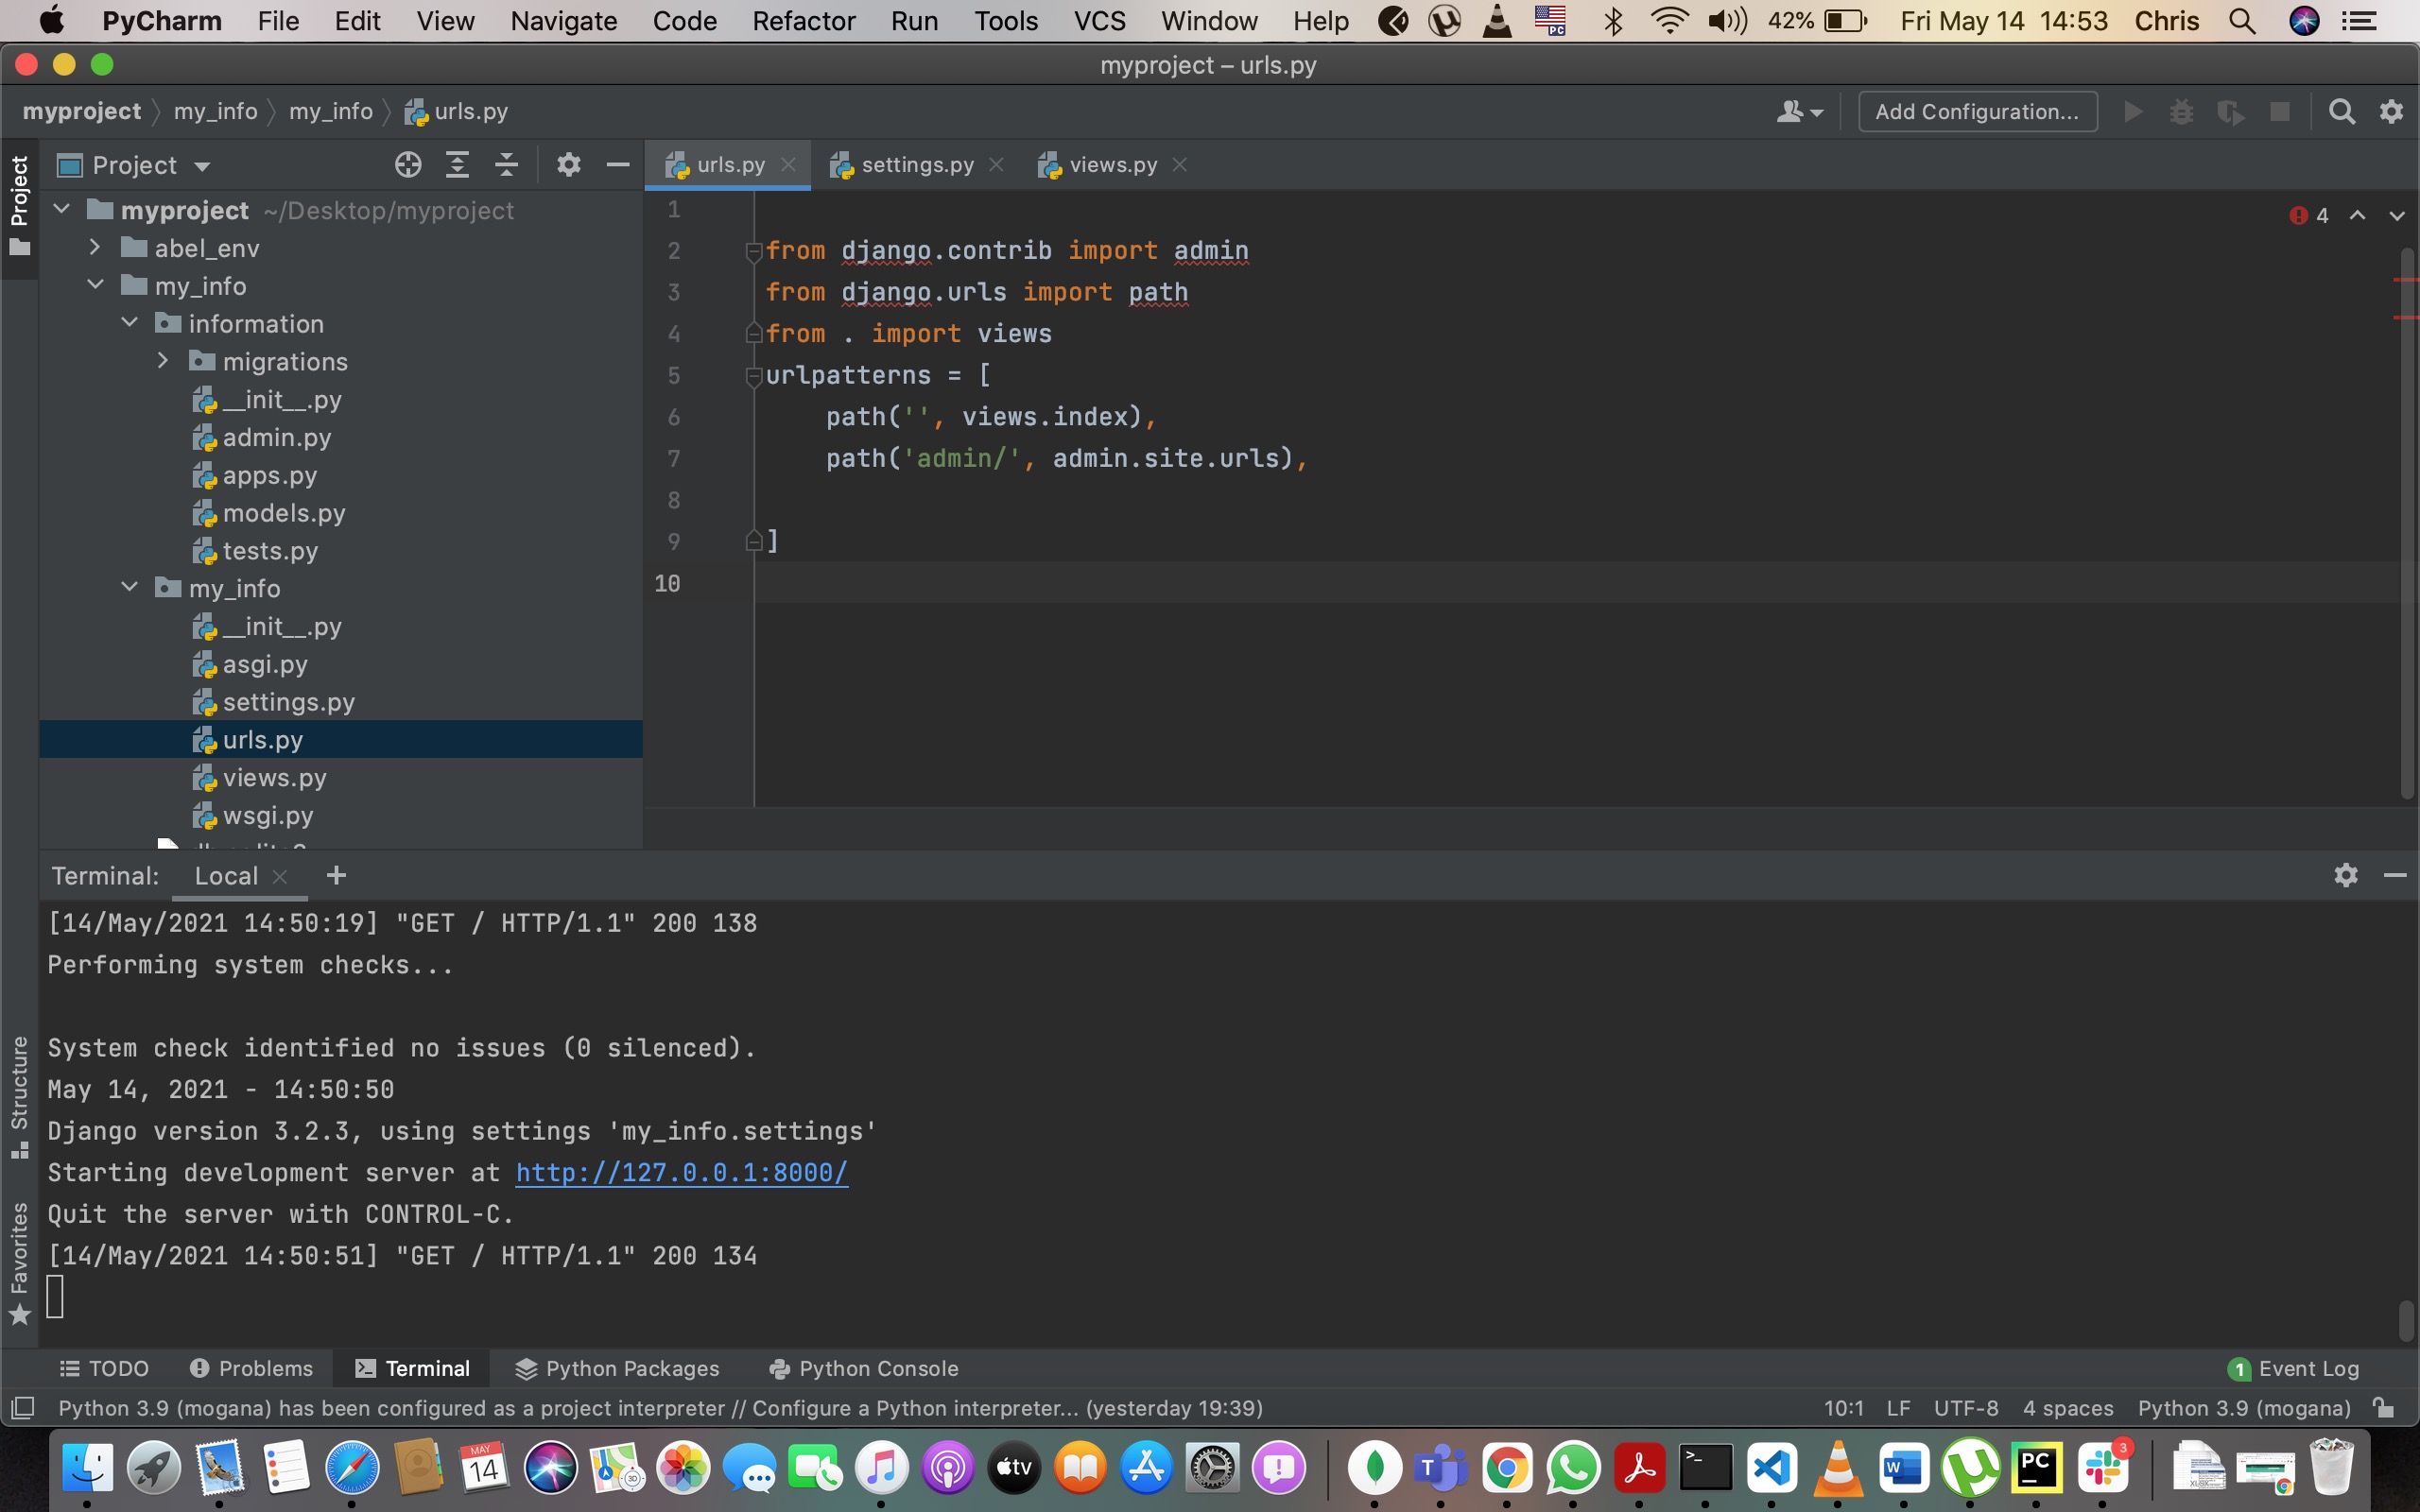 PyCharm File Edit View Navigate Code Refactor Run Tools VCS Window Help PC 42% Fri May 14 14:53 Chris
myproject – urls.py
myproject my_info my_info urls.py Add Configuration...
Project Project urls.py settings.py views.py
myproject ~/Desktop/myproject
abel_env
my_info
information
migrations
__init__.py
admin.py
apps.py
models.py
tests.py
my_info
__init__.py
asgi.py
settings.py
urls.py
views.py
wsgi.py
4
1
2 from django.contrib import admin
3 from django.urls import path
4 from . import views
5 urlpatterns = [
6 path('', views.index),
7 path('admin/', admin.site.urls),
8
9 ]
10
Terminal: Local
[14/May/2021 14:50:19] "GET / HTTP/1.1" 200 138
Performing system checks...
System check identified no issues (0 silenced).
May 14, 2021 - 14:50:50
Django version 3.2.3, using settings 'my_info.settings'
Starting development server at http://127.0.0.1:8000/
Quit the server with CONTROL-C.
[14/May/2021 14:50:51] "GET / HTTP/1.1" 200 134
Structure
Favorites
TODO Problems Terminal Python Packages Python Console 1 Event Log
Python 3.9 (mogana) has been configured as a project interpreter // Configure a Python interpreter... (yesterday 19:39) 10:1 LF UTF-8 4 spaces Python 3.9 (mogana)
MAY
14
3D
tv
T
>_
W
PC
3
XLSX